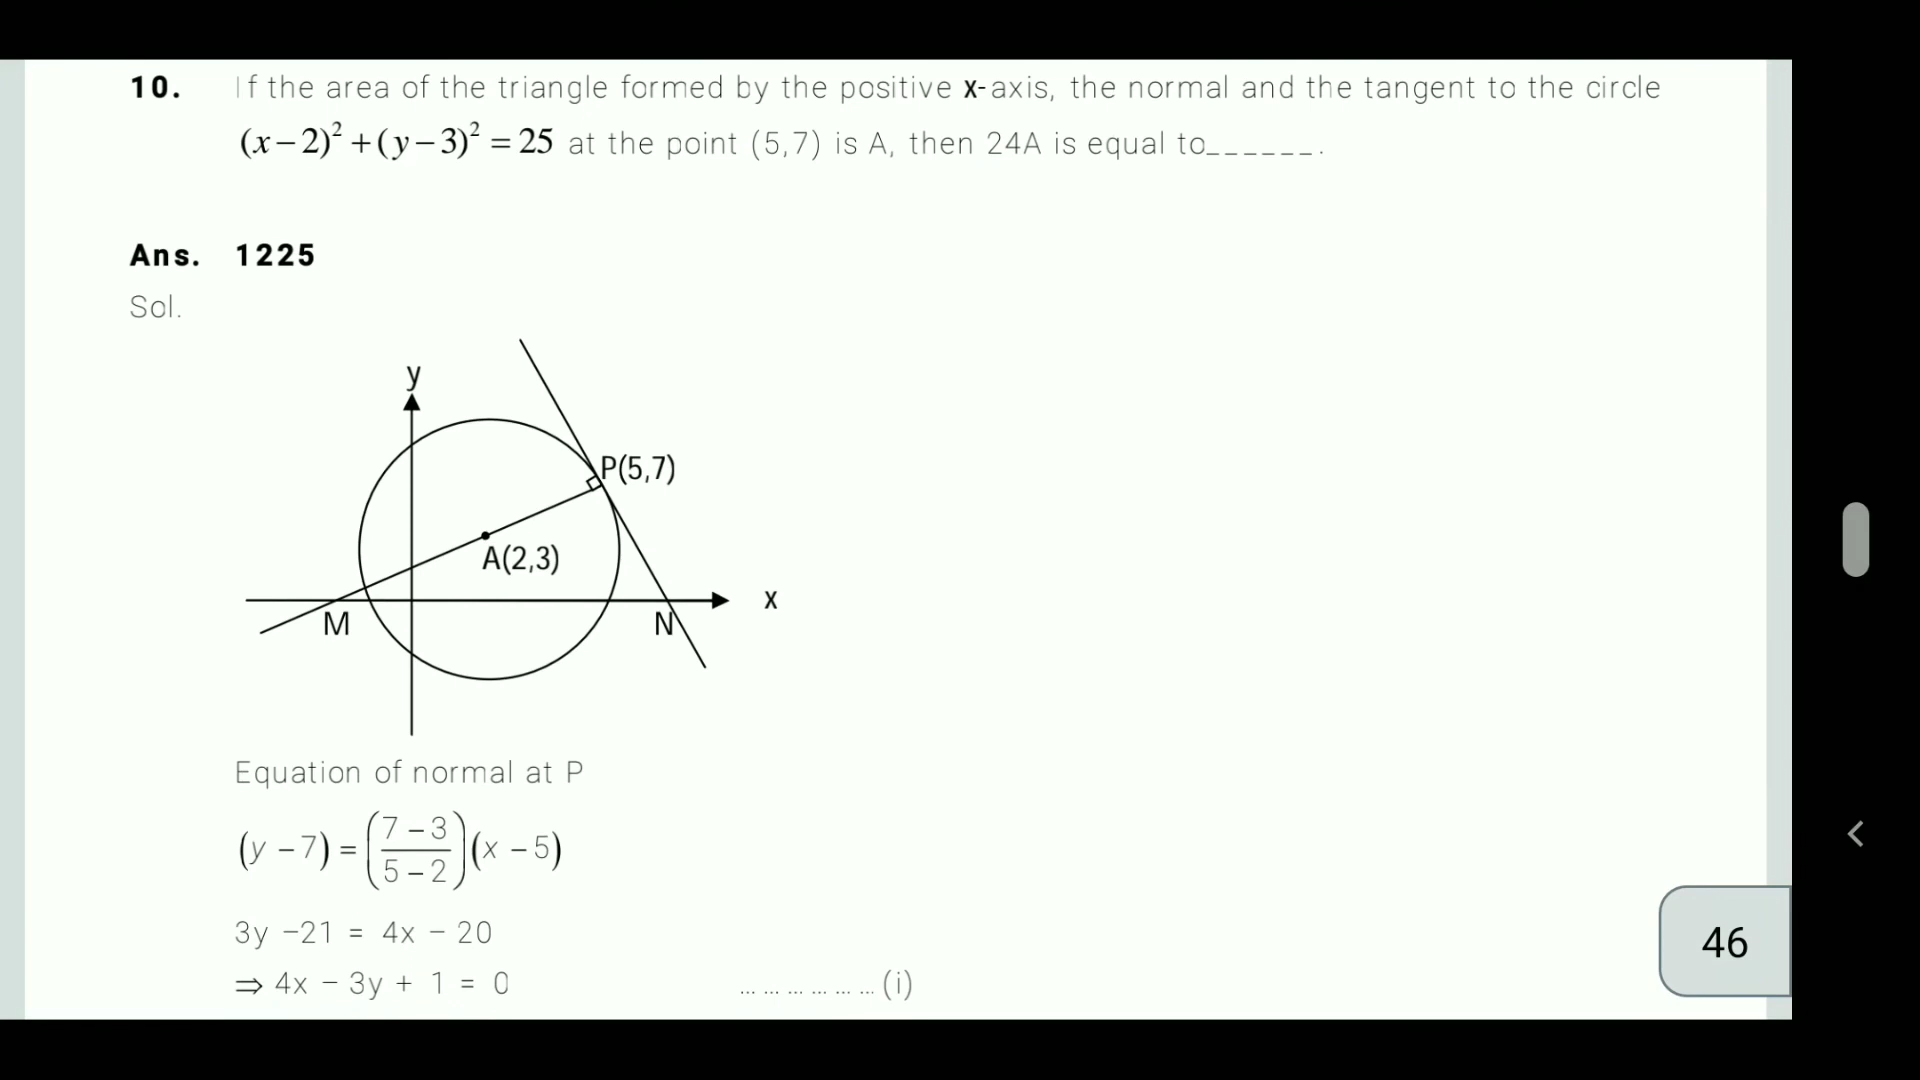 10. If the area of the triangle formed by the positive x-axis, the normal and the tangent to the circle
(x−2)² + (y−3)² = 25 at the point (5,7) is A, then 24A is equal to______.
Ans. 1225
Sol.
y
P(5,7)
A(2,3)
x
M
N
Equation of normal at P
(y − 7) = ((7 − 3)/(5 − 2))(x − 5)
3y −21 = 4x − 20
⇒ 4x − 3y + 1 = 0 ... ... ... ... ... ... (i)
46